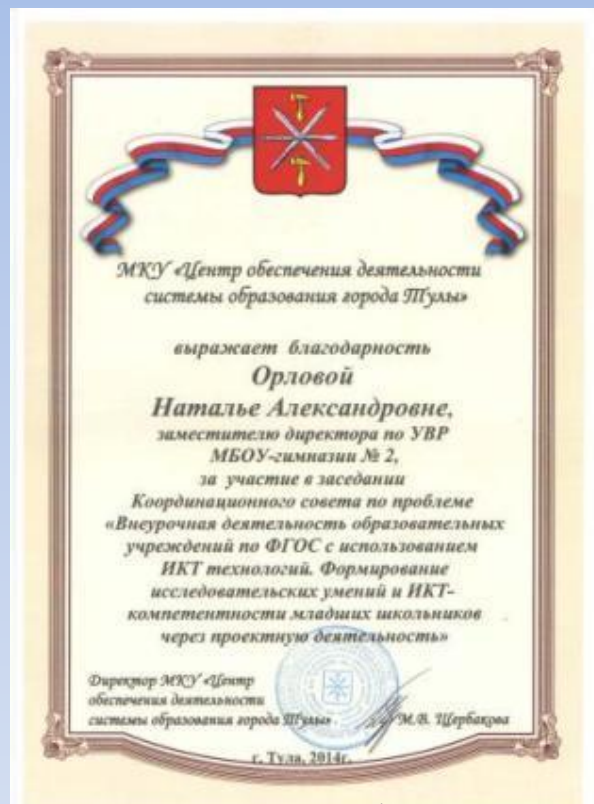 МКУ «Центр обеспечения деятельности
системы образования города Тулы»
выражает благодарность
Орловой
Наталье Александровне,
заместителю директора по УВР
МБОУ-гимназии № 2,
за участие в заседании
Координационного совета по проблеме
«Внеурочная деятельность образовательных
учреждений по ФГОС с использованием
ИКТ технологий. Формирование
исследовательских умений и ИКТ-
компетентности младших школьников
через проектную деятельность»
Директор МКУ «Центр
обеспечения деятельности
системы образования города Тулы»
М.В. Щербакова
г. Тула, 2014г.